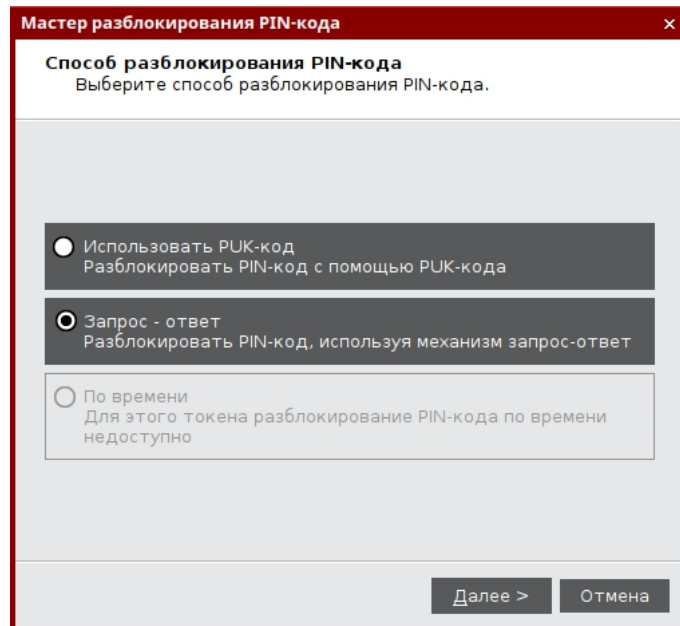 Мастер разблокирования PIN-кода ×
Способ разблокирования PIN-кода
Выберите способ разблокирования PIN-кода.
Использовать PUK-код
Разблокировать PIN-код с помощью PUK-кода
Запрос - ответ
Разблокировать PIN-код, используя механизм запрос-ответ
По времени
Для этого токена разблокирование PIN-кода по времени
недоступно
Далее > Отмена